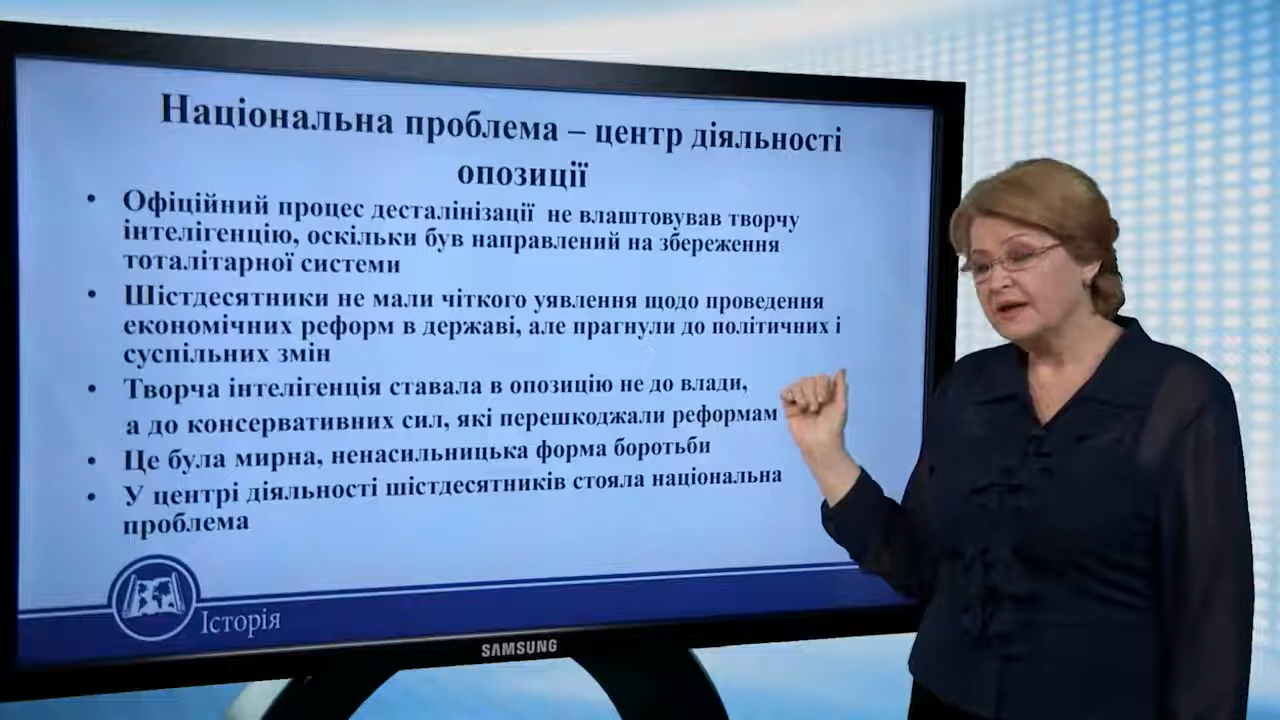 Національна проблема – центр діяльності
опозиції
• Офіційний процес десталінізації не влаштовував творчу
інтелігенцію, оскільки був направлений на збереження
тоталітарної системи
• Шістдесятники не мали чіткого уявлення щодо проведення
економічних реформ в державі, але прагнули до політичних і
суспільних змін
• Творча інтелігенція ставала в опозицію не до влади,
а до консервативних сил, які перешкоджали реформам
• Це була мирна, ненасильницька форма боротьби
• У центрі діяльності шістдесятників стояла національна
проблема
Історія
SAMSUNG